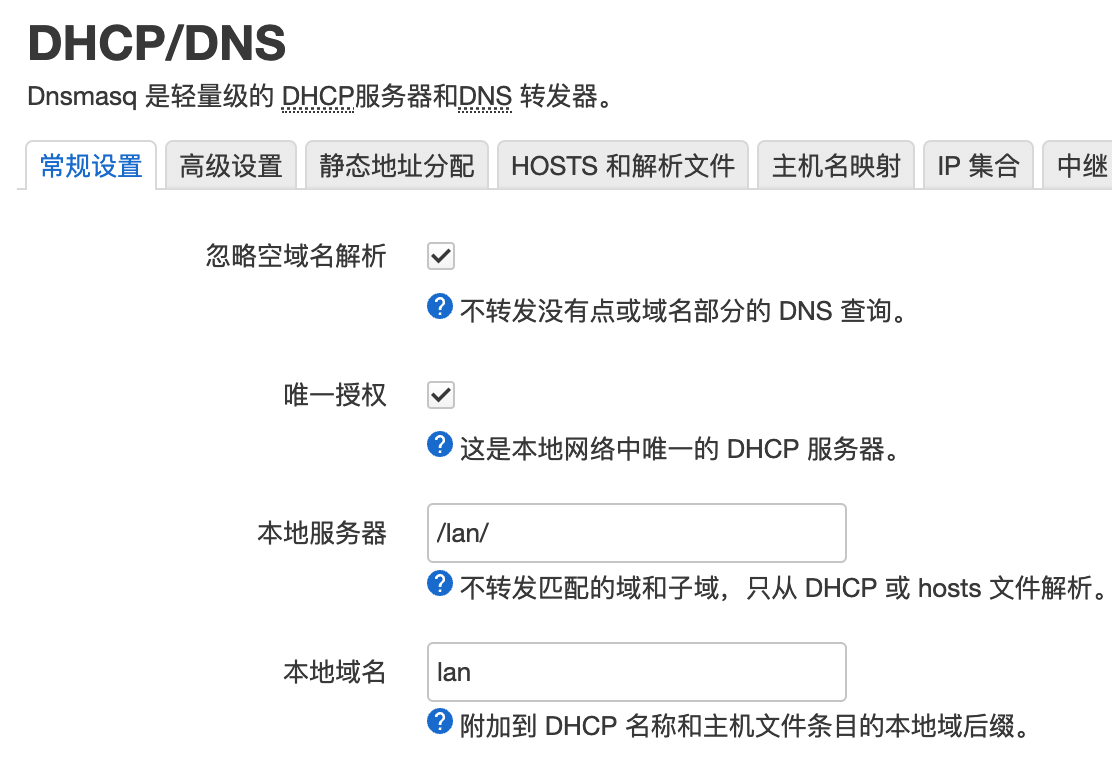 DHCP/DNS
Dnsmasq 是轻量级的 DHCP服务器和DNS 转发器。
常规设置 高级设置 静态地址分配 HOSTS 和解析文件 主机名映射 IP 集合 中继
忽略空域名解析
不转发没有点或域名部分的 DNS 查询。
唯一授权
这是本地网络中唯一的 DHCP 服务器。
本地服务器 /lan/
不转发匹配的域和子域，只从 DHCP 或 hosts 文件解析。
本地域名 lan
附加到 DHCP 名称和主机文件条目的本地域后缀。